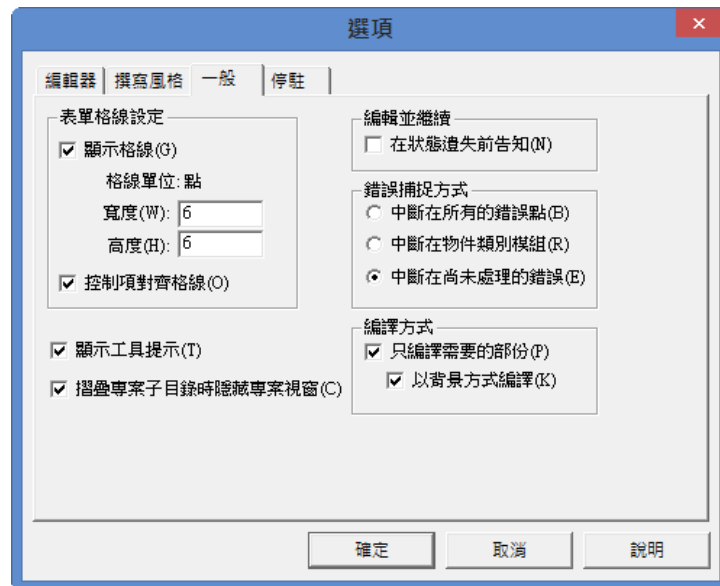 選項
編輯器
撰寫風格
一般
停駐
表單格線設定
顯示格線(G)
格線單位:點
寬度(W): 6
高度(H): 6
控制項對齊格線(O)
顯示工具提示(T)
摺疊專案子目錄時隱藏專案視窗(C)
編輯並繼續
在狀態遺失前告知(N)
錯誤捕捉方式
中斷在所有的錯誤點(B)
中斷在物件類別模組(R)
中斷在尚未處理的錯誤(E)
編譯方式
只編譯需要的部份(P)
以背景方式編譯(K)
確定
取消
說明